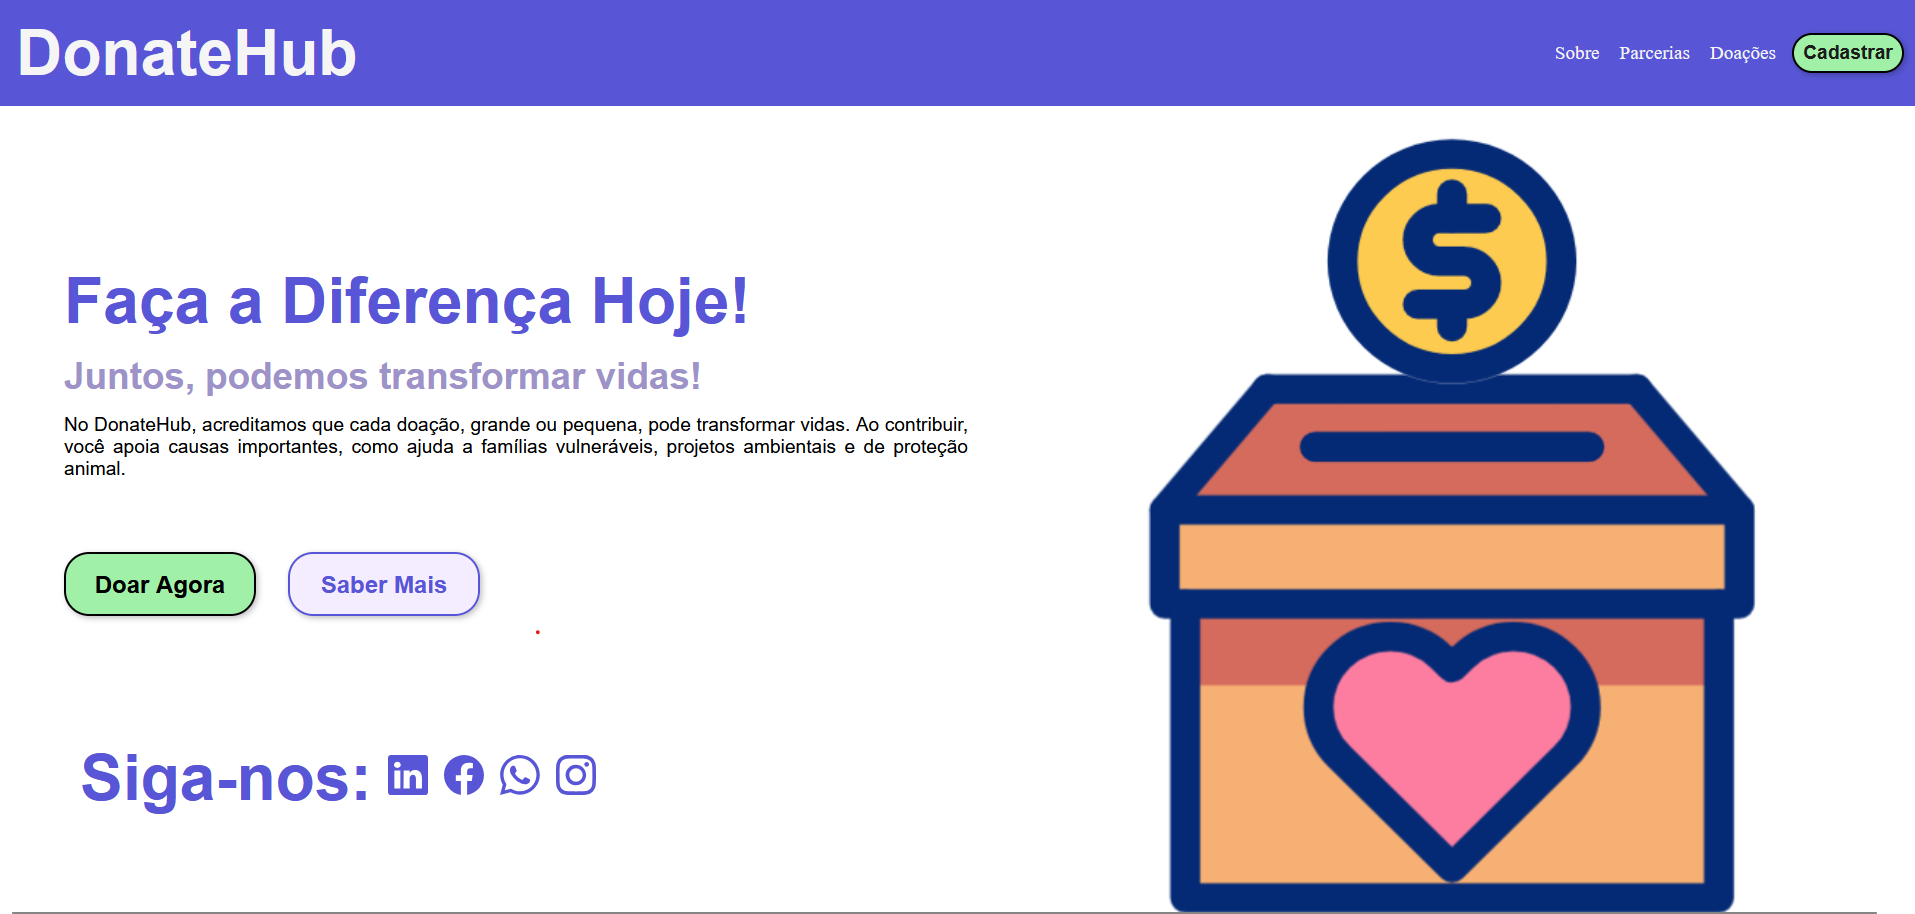 DonateHub
Sobre Parcerias Doações Cadastrar
$
Faça a Diferença Hoje!
Juntos, podemos transformar vidas!
No DonateHub, acreditamos que cada doação, grande ou pequena, pode transformar vidas. Ao contribuir,
você apoia causas importantes, como ajuda a famílias vulneráveis, projetos ambientais e de proteção
animal.
Doar Agora Saber Mais
Siga-nos: in f